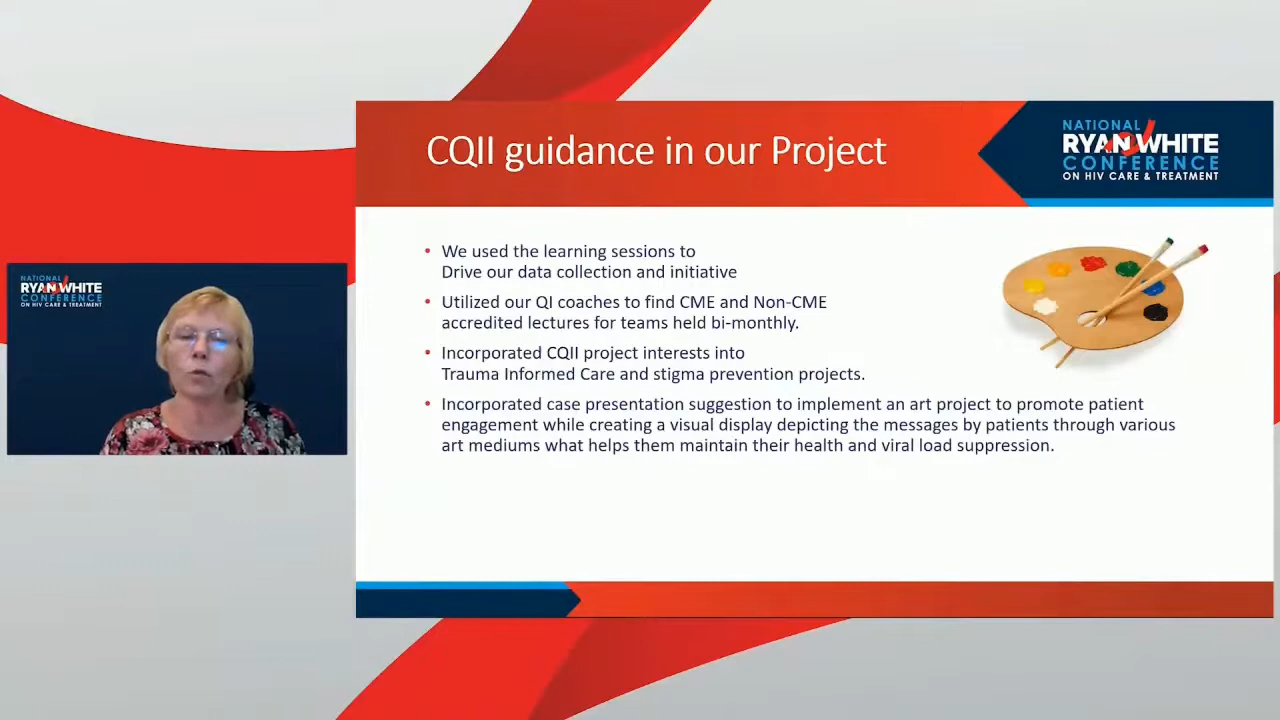 CQII guidance in our Project
NATIONAL
RYAN WHITE
CONFERENCE
ON HIV CARE & TREATMENT
• We used the learning sessions to
Drive our data collection and initiative
• Utilized our QI coaches to find CME and Non-CME
accredited lectures for teams held bi-monthly.
• Incorporated CQII project interests into
Trauma Informed Care and stigma prevention projects.
• Incorporated case presentation suggestion to implement an art project to promote patient
engagement while creating a visual display depicting the messages by patients through various
art mediums what helps them maintain their health and viral load suppression.
NATIONAL
RYAN WHITE
CONFERENCE
ON HIV CARE & TREATMENT